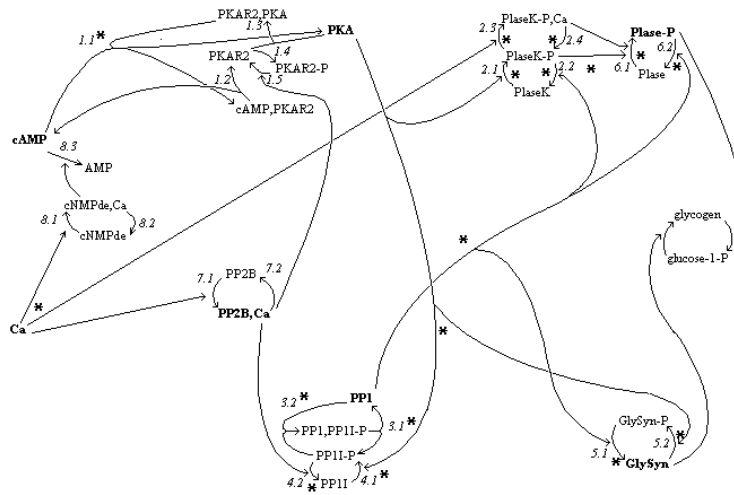 PKAR2,PKA
1.1*
1.3
PKA
PKAR2
1.4
PKAR2-P
1.2
1.5
cAMP,PKAR2
PlaseK-P,Ca
2.3
*
*
2.4
PlaseK-P
2.1
*
*
2.2
*
PlaseK
Plase-P
6.2
*
6.1
Plase
*
cAMP
8.3
AMP
cNMPde,Ca
8.1
8.2
cNMPde
glycogen
glucose-1-P
*
*
Ca
7.1
PP2B
7.2
PP2B,Ca
*
3.2*
PP1
PP1,PP1I-P
3.1*
PP1I-P
4.2
*
PP1I
4.1*
GlySyn-P
*
5.1
*
5.2
GlySyn